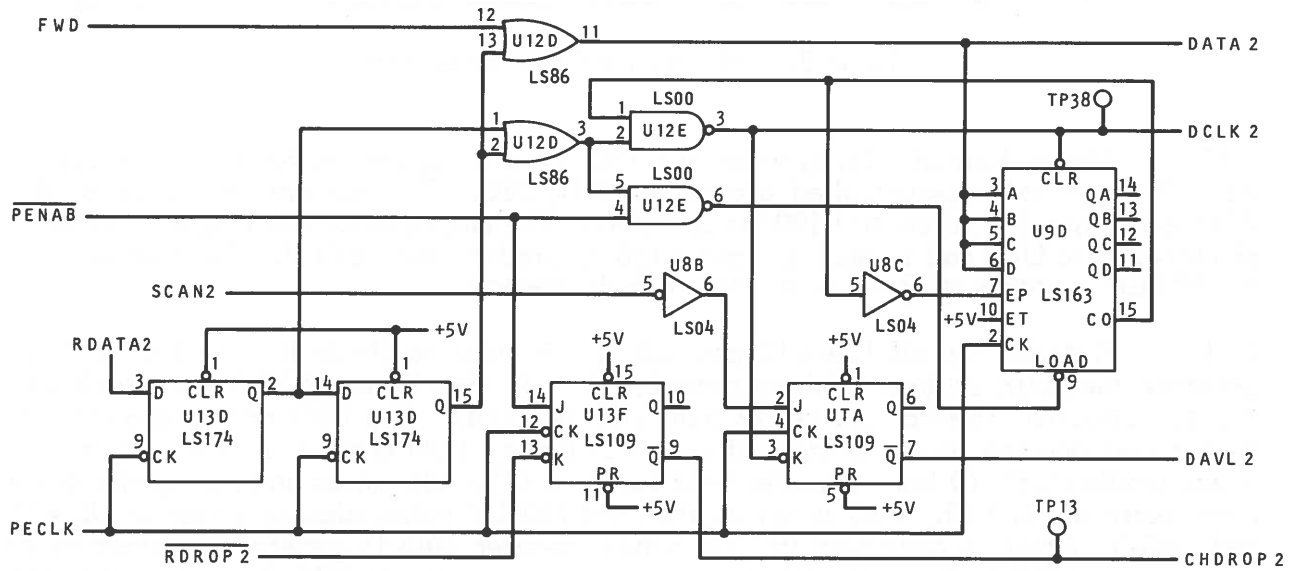 FWD
12
13
U12D
11
LS86
DATA 2
1
2
U12D
3
LS86
LS00
1
2
U12E
3
LS00
5
4
U12E
6
TP38
DCLK 2
PENAB
SCAN2
5
U8B
6
LS04
5
U8C
6
LS04
CLR
3 A QA 14
4 B QB 13
U9D
5 C QC 12
6 D QD 11
7 EP LS163
+5V 10 ET CO 15
2 CK
LOAD
9
+5V
RDATA2
1
3 D CLR Q 2
U13D
LS174
9 CK
1
14 D CLR Q 15
U13D
LS174
9 CK
+5V
15
CLR
14 J Q 10
U13F
12 CK
LS109
13 K Q 9
PR
11 +5V
+5V
1
CLR
2 J Q 6
UTA
4 CK
LS109
3 K Q 7
PR
5 +5V
DAVL 2
TP13
PECLK
RDROP 2
CHDROP 2